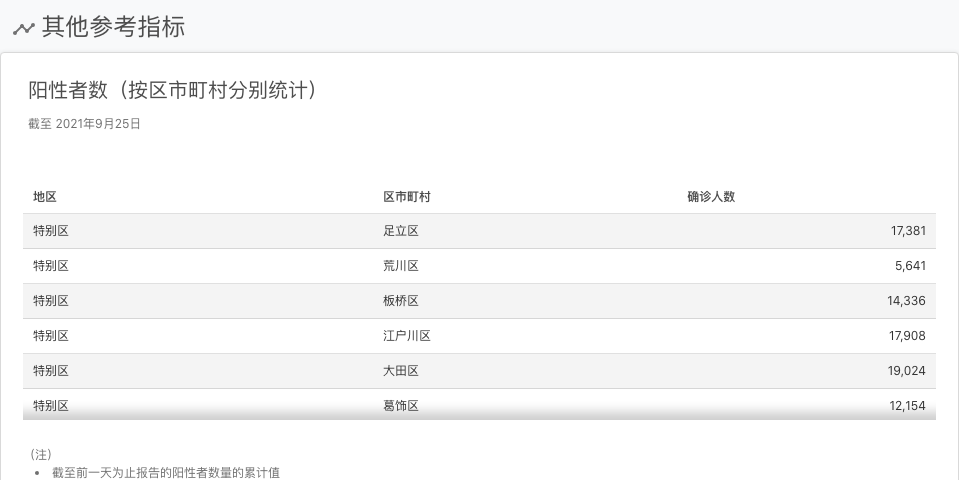 其他参考指标
阳性者数（按区市町村分别统计）
截至 2021年9月25日
地区 区市町村 确诊人数
特别区 足立区 17,381
特别区 荒川区 5,641
特别区 板桥区 14,336
特别区 江户川区 17,908
特别区 大田区 19,024
特别区 葛饰区 12,154
（注）
• 截至前一天为止报告的阳性者数量的累计值